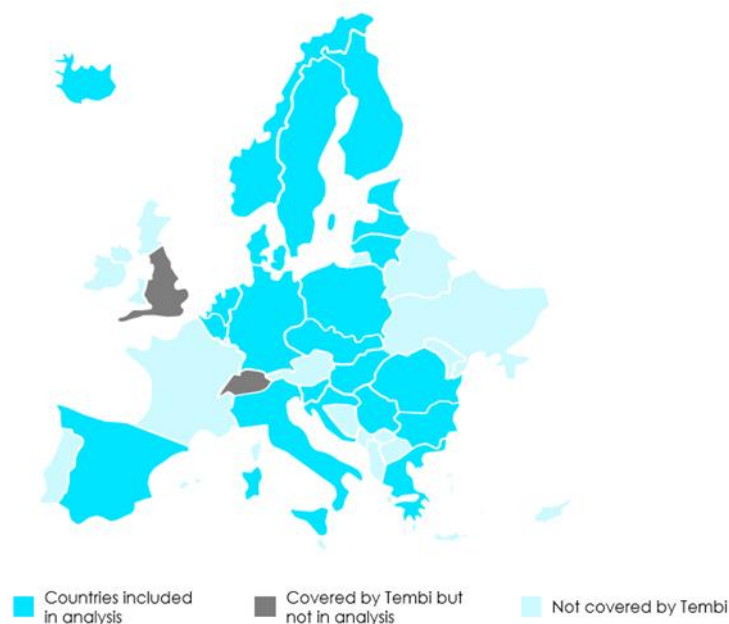 Countries included
in analysis
Covered by Tembi but
not in analysis
Not covered by Tembi